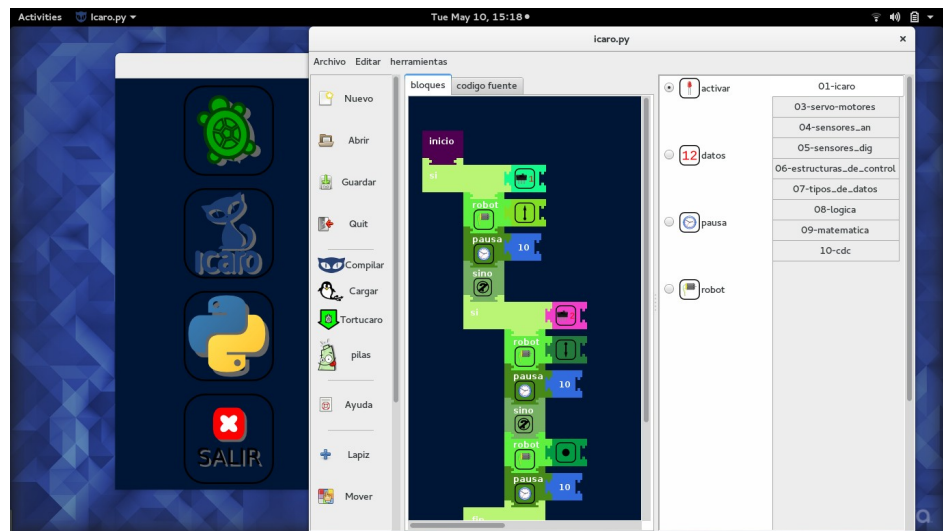 Activities Icaro.py Tue May 10, 15:18
icaro.py
Archivo Editar herramientas
Icaro
SALIR
Nuevo
Abrir
Guardar
Quit
Compilar
Cargar
Tortucaro
pilas
Ayuda
Lapiz
Mover
bloques codigo fuente
inicio
si
1
robot
pausa 10
sino
si
2
robot
pausa 10
sino
robot
pausa 10
activar
12 datos
pausa
robot
01-icaro
03-servo-motores
04-sensores_an
05-sensores_dig
06-estructuras_de_control
07-tipos_de_datos
08-logica
09-matematica
10-cdc